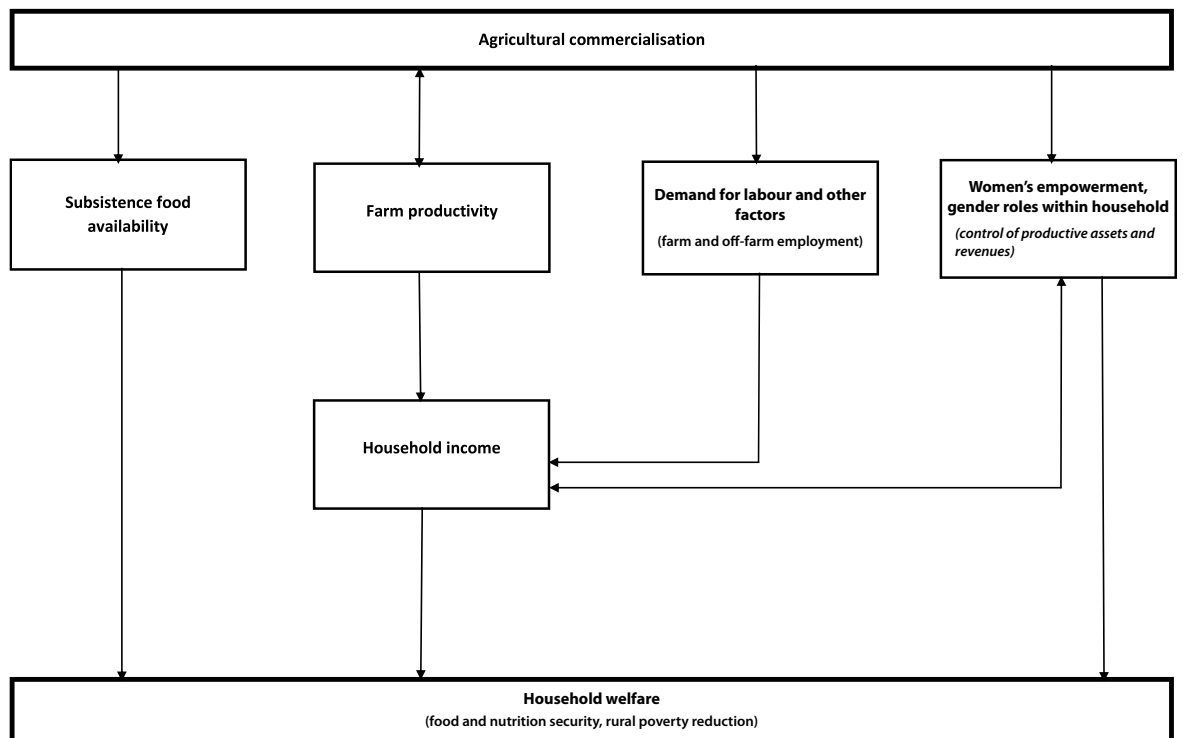 Agricultural commercialisation
Subsistence food
availability
Farm productivity
Demand for labour and other
factors
(farm and off-farm employment)
Women’s empowerment,
gender roles within household
(control of productive assets and
revenues)
Household income
Household welfare
(food and nutrition security, rural poverty reduction)